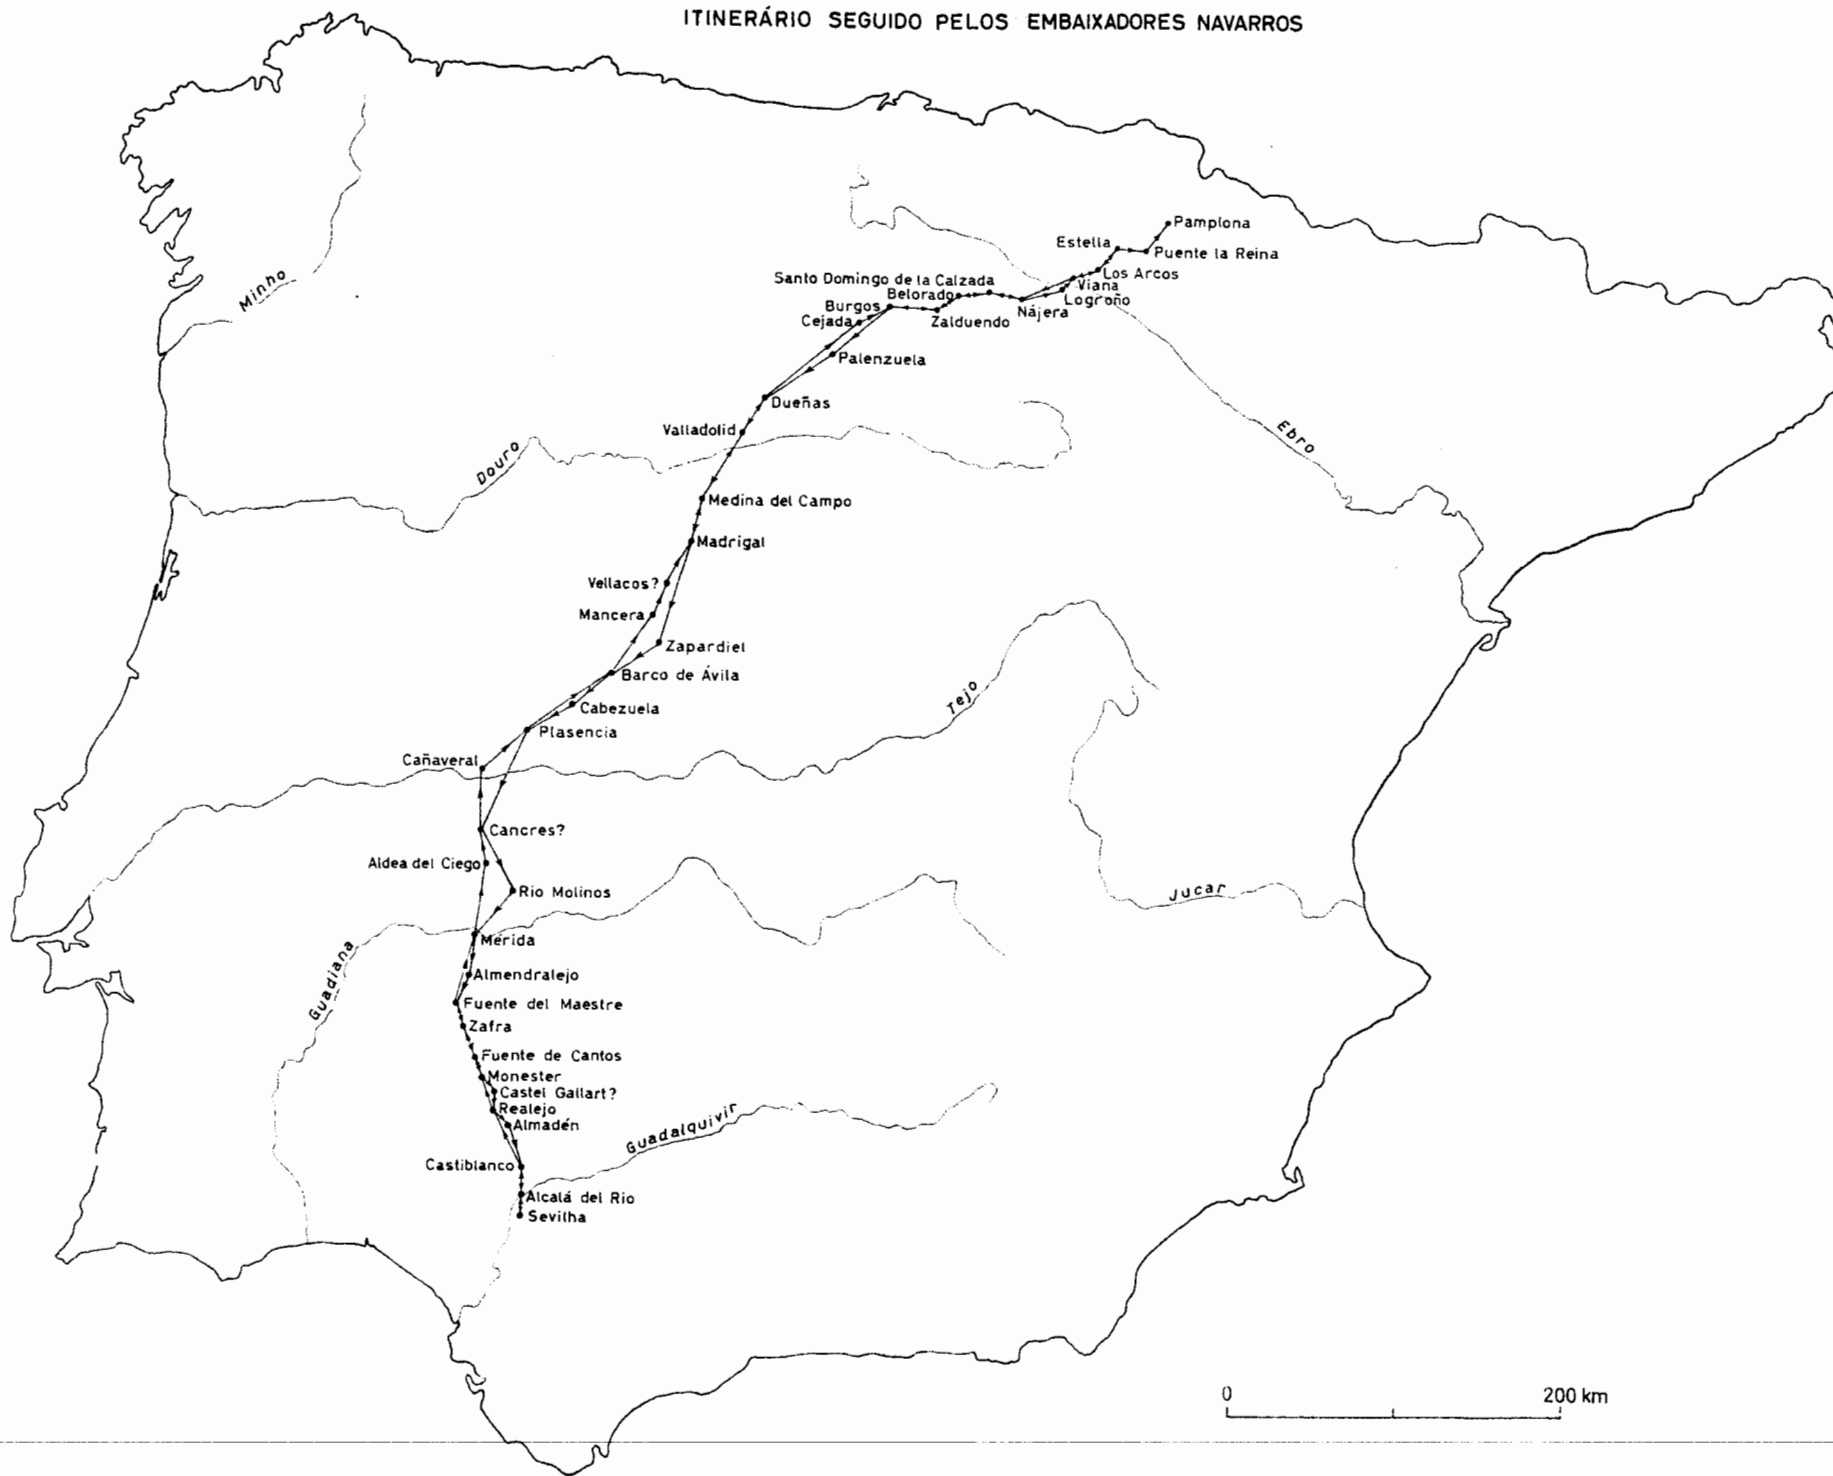 ITINERÁRIO SEGUIDO PELOS EMBAIXADORES NAVARROS
Pamplona
Estella
Puente la Reina
Los Arcos
Santo Domingo de la Calzada
Viana
Belorado
Logroño
Burgos
Nájera
Cejada
Zalduendo
Minho
Palenzuela
Dueñas
Valladolid
Ebro
Douro
Medina del Campo
Madrigal
Vellacos?
Mancera
Zapardiel
Barco de Ávila
Tejo
Cabezuela
Plasencia
Cañaveral
Cancres?
Aldea del Ciego
Rio Molinos
Jucar
Merida
Guadiana
Almendralejo
Fuente del Maestre
Zafra
Fuente de Cantos
Monester
Castel Gallart?
Realejo
Almadén
Guadalquivir
Castiblanco
Alcalá del Rio
Sevilha
0 200 km